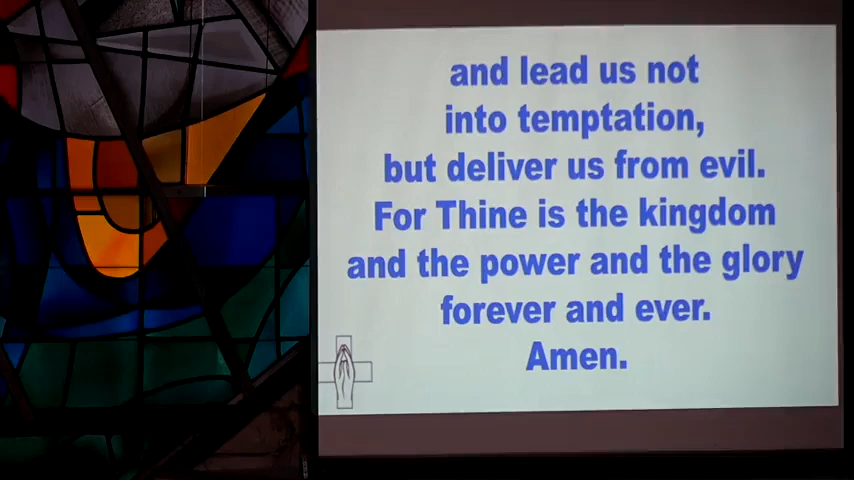 and lead us not
into temptation,
but deliver us from evil.
For Thine is the kingdom
and the power and the glory
forever and ever.
Amen.